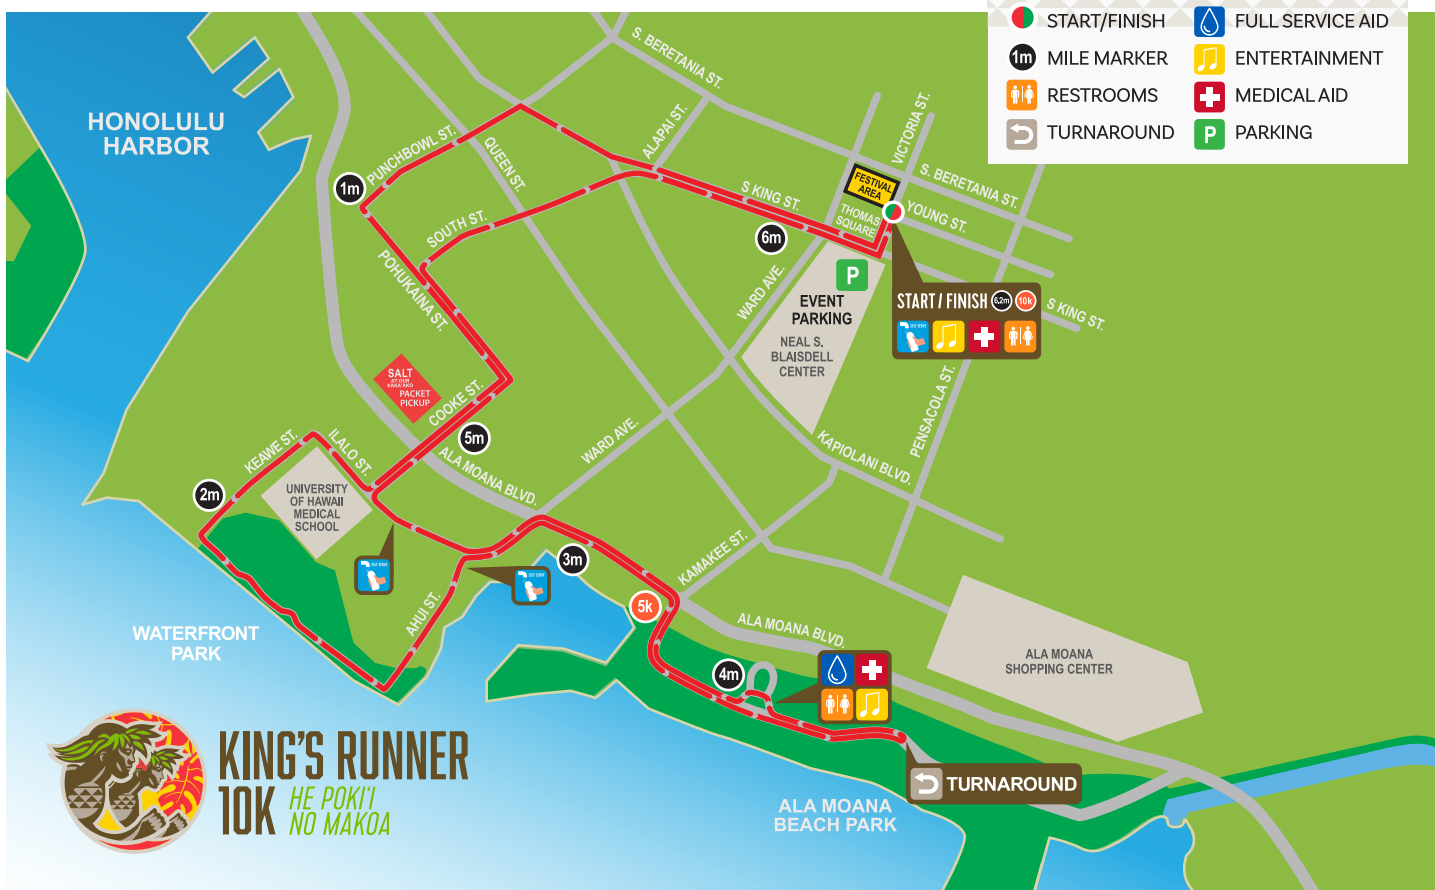 START/FINISH
FULL SERVICE AID
1m
MILE MARKER
ENTERTAINMENT
RESTROOMS
MEDICAL AID
TURNAROUND
P
PARKING
HONOLULU
HARBOR
S. BERETANIA ST.
ALAPAI ST.
VICTORIA ST.
PUNCHBOWL ST.
QUEEN ST.
1m
S KING ST.
FESTIVAL
AREA
S. BERETANIA ST.
YOUNG ST.
THOMAS
SQUARE
SOUTH ST.
6m
POHUKAINA ST.
WARD AVE.
P
EVENT
PARKING
NEAL S.
BLAISDELL
CENTER
START / FINISH
6.2m
10k
S KING ST.
SALT
AT OUR
KAKA'AKO
PACKET
PICKUP
COOKE ST.
5m
PENSACOLA ST.
KEAWE ST.
ILALO ST.
ALA MOANA BLVD.
WARD AVE.
KAPIOLANI BLVD.
2m
UNIVERSITY
OF HAWAII
MEDICAL
SCHOOL
3m
KAMAKEE ST.
AHUI ST.
5k
ALA MOANA BLVD.
WATERFRONT
PARK
4m
ALA MOANA
SHOPPING CENTER
TURNAROUND
ALA MOANA
BEACH PARK
KING'S RUNNER
10K
HE POKI'I
NO MAKOA